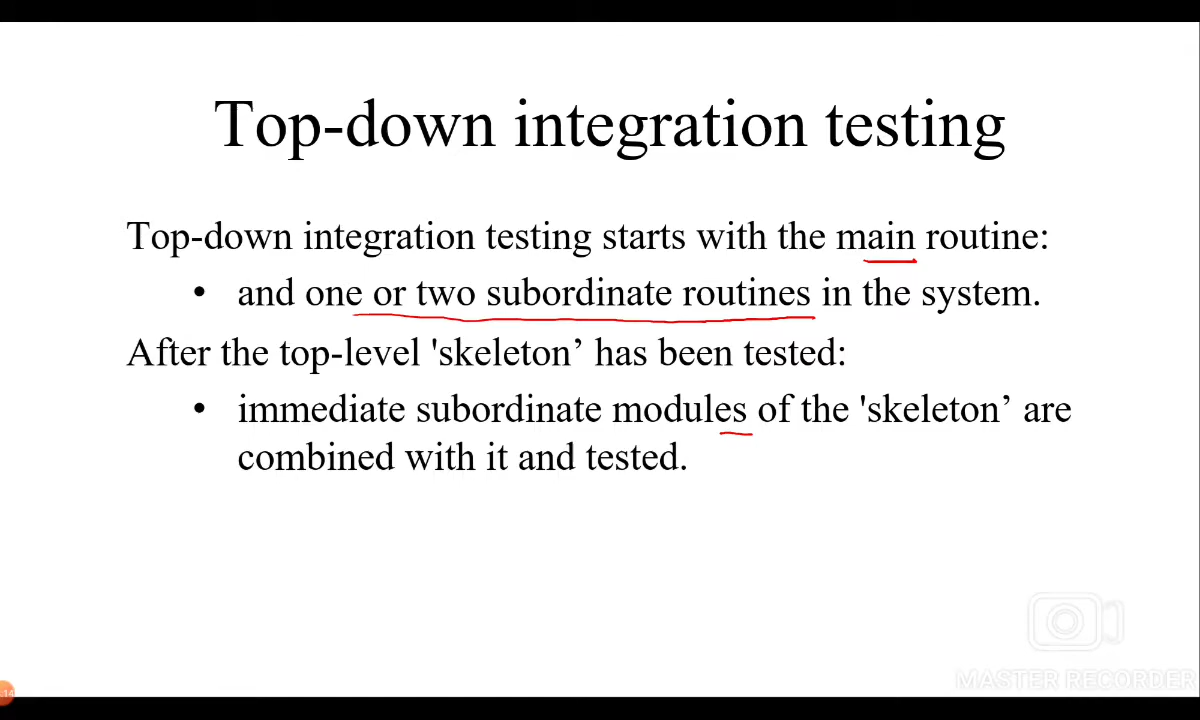 Top-down integration testing
Top-down integration testing starts with the main routine:
• and one or two subordinate routines in the system.
After the top-level 'skeleton’ has been tested:
• immediate subordinate modules of the 'skeleton’ are
combined with it and tested.
MASTER RECORDER
:14